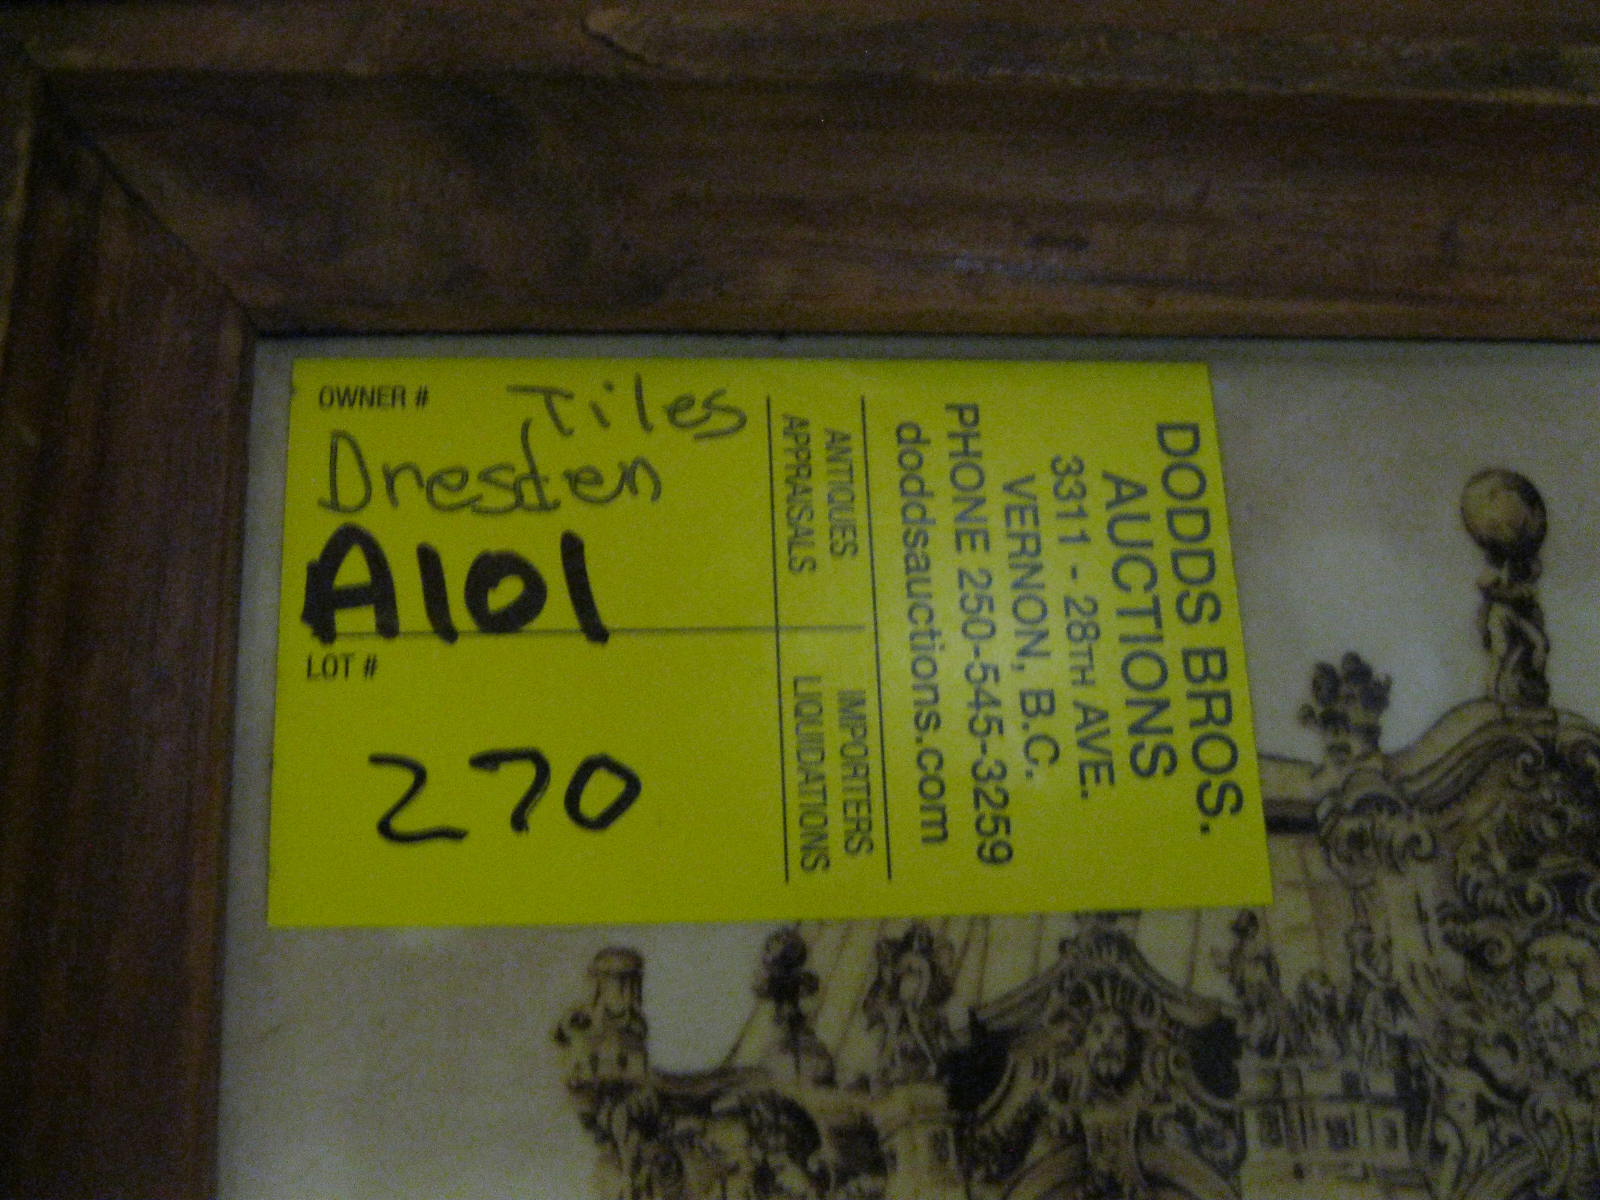 OWNER #
Tiles
Dresden
A101
LOT #
270
DODDS BROS.
AUCTIONS
3311 - 28TH AVE.
VERNON, B.C.
PHONE 250-545-3259
doddsauctions.com
ANTIQUES IMPORTERS
APPRAISALS LIQUIDATIONS